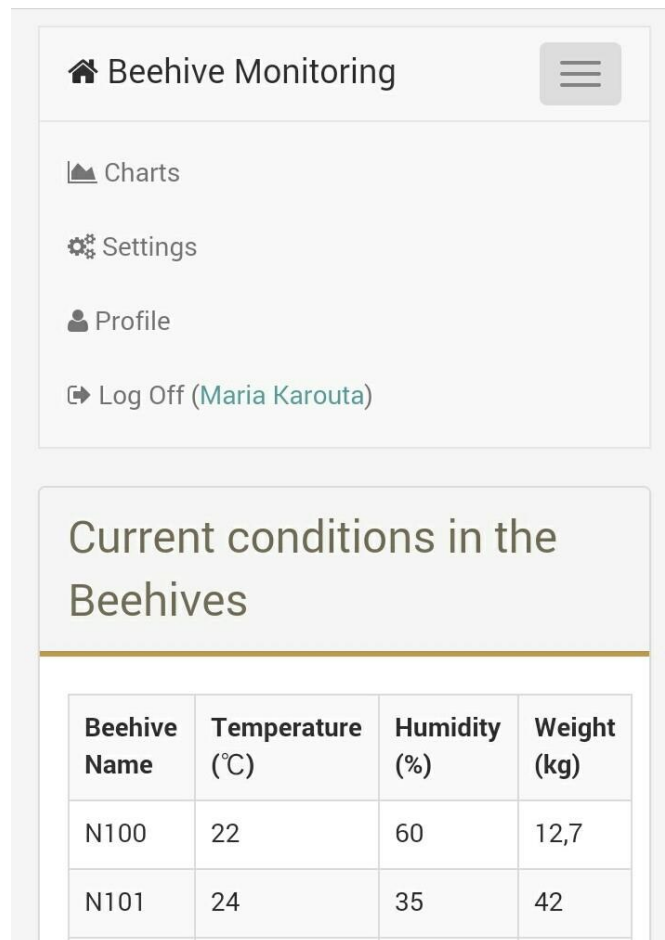 Beehive Monitoring
Charts
Settings
Profile
Log Off (Maria Karouta)
Current conditions in the
Beehives
Beehive Name Temperature (℃) Humidity (%) Weight (kg)
N100 22 60 12,7
N101 24 35 42